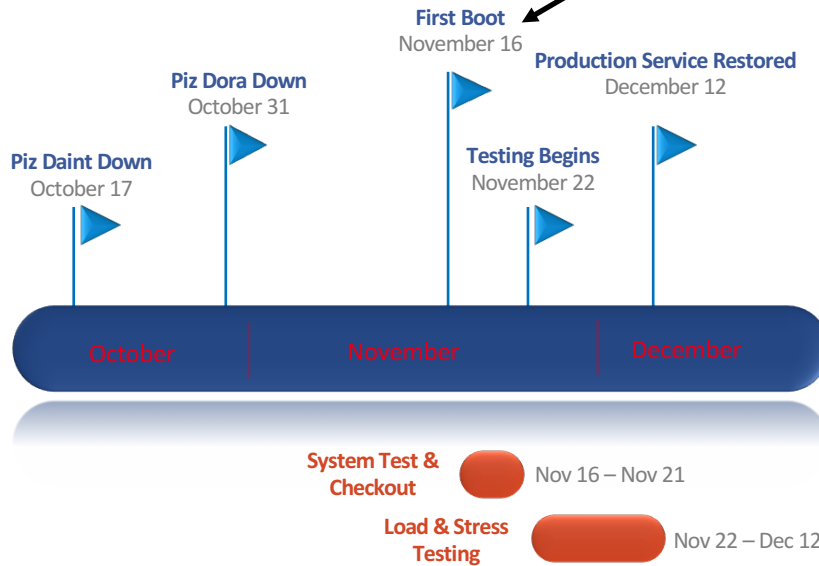 First Boot
November 16
Piz Dora Down
October 31
Production Service Restored
December 12
Piz Daint Down
October 17
Testing Begins
November 22
October
November
December
System Test &
Checkout
Nov 16 – Nov 21
Load & Stress
Testing
Nov 22 – Dec 12